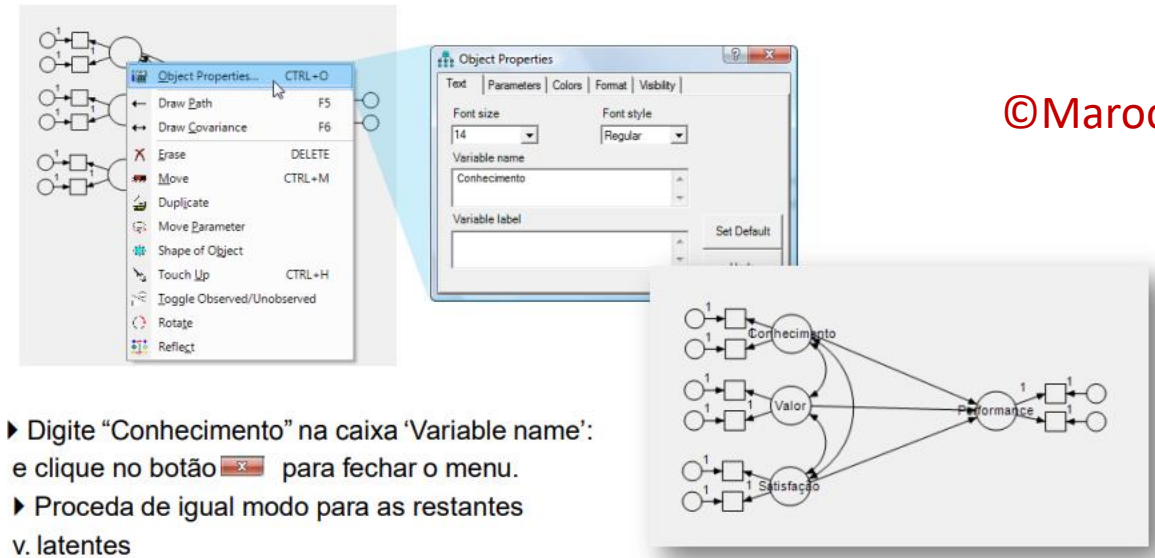 1
1
1
1
1
1
Object Properties... CTRL+O
Draw Path F5
Draw Covariance F6
Erase DELETE
Move CTRL+M
Duplicate
Move Parameter
Shape of Object
Touch Up CTRL+H
Toggle Observed/Unobserved
Rotate
Reflect
Object Properties
Text Parameters Colors Format Visibility
Font size Font style
14 Regular
Variable name
Conhecimento
Variable label
Set Default
©Maroc
1
1
Conhecimento
1
1
Valor
1
1
Satisfação
Performance
1
1
1
Digite “Conhecimento” na caixa ‘Variable name’:
e clique no botão para fechar o menu.
Proceda de igual modo para as restantes
v. latentes